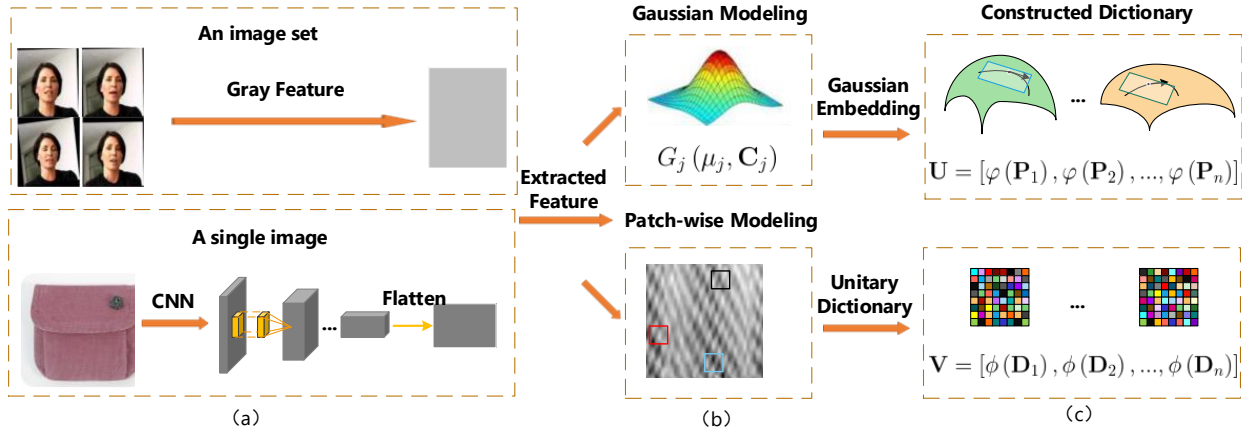 An image set
Gray Feature
A single image
CNN
Flatten
...
(a)
Extracted
Feature
Gaussian Modeling
G_j (μ_j, C_j)
Patch-wise Modeling
(b)
Gaussian
Embedding
Unitary
Dictionary
Constructed Dictionary
...
U = [φ (P_1) , φ (P_2) , ..., φ (P_n)]
...
V = [ϕ (D_1) , ϕ (D_2) , ..., ϕ (D_n)]
(c)